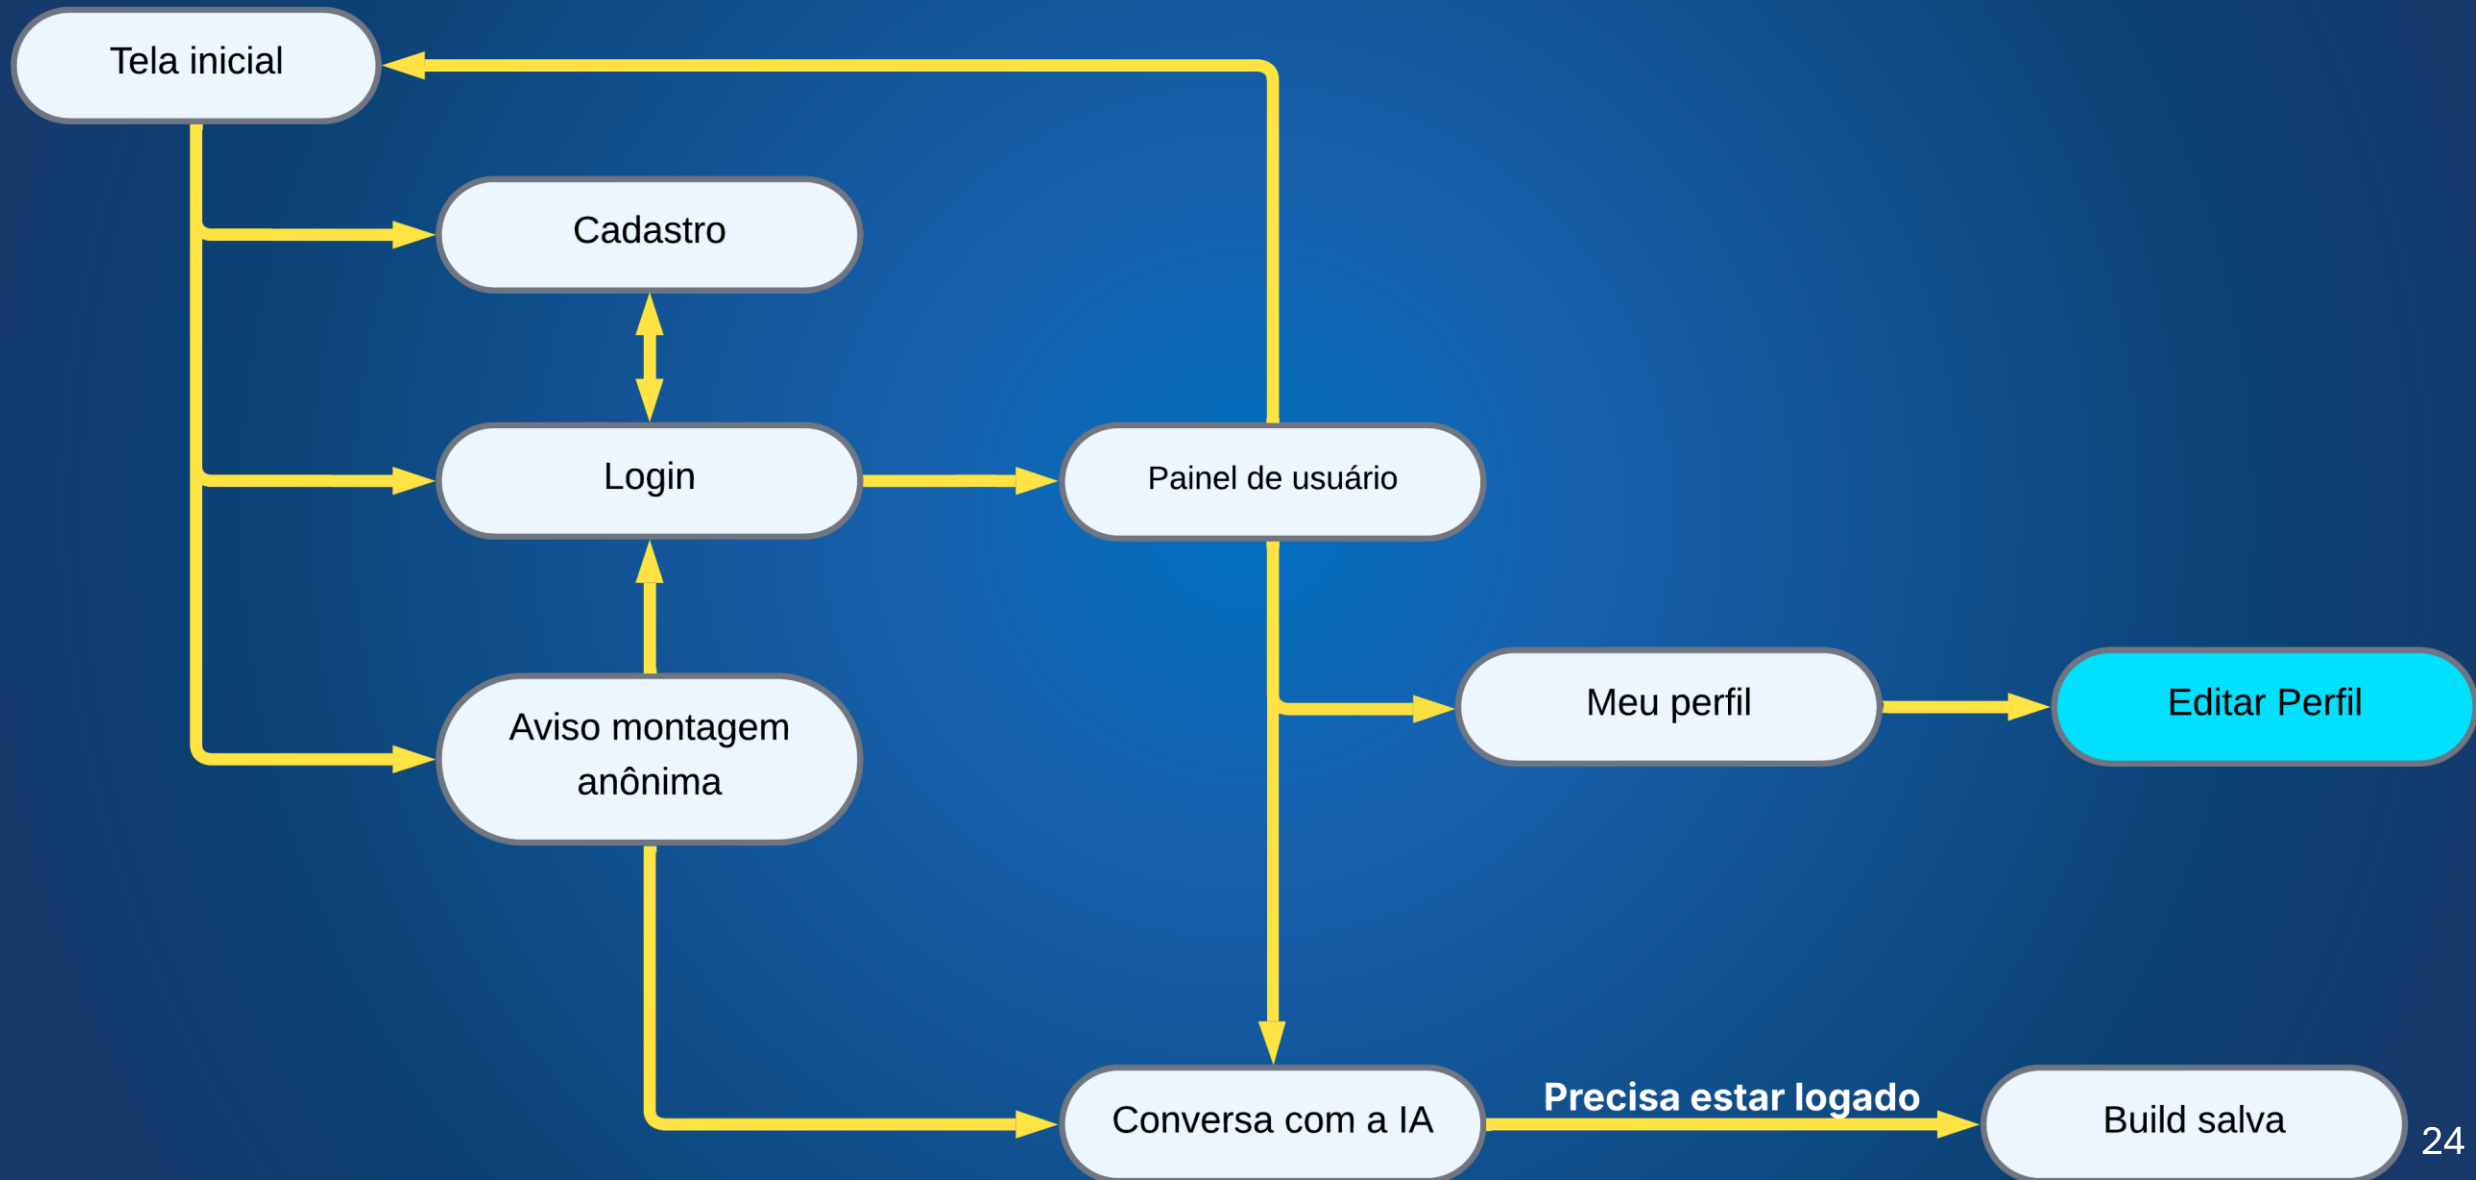 Tela inicial
Cadastro
Login
Painel de usuário
Aviso montagem
anônima
Meu perfil
Editar Perfil
Conversa com a IA
Precisa estar logado
Build salva
24